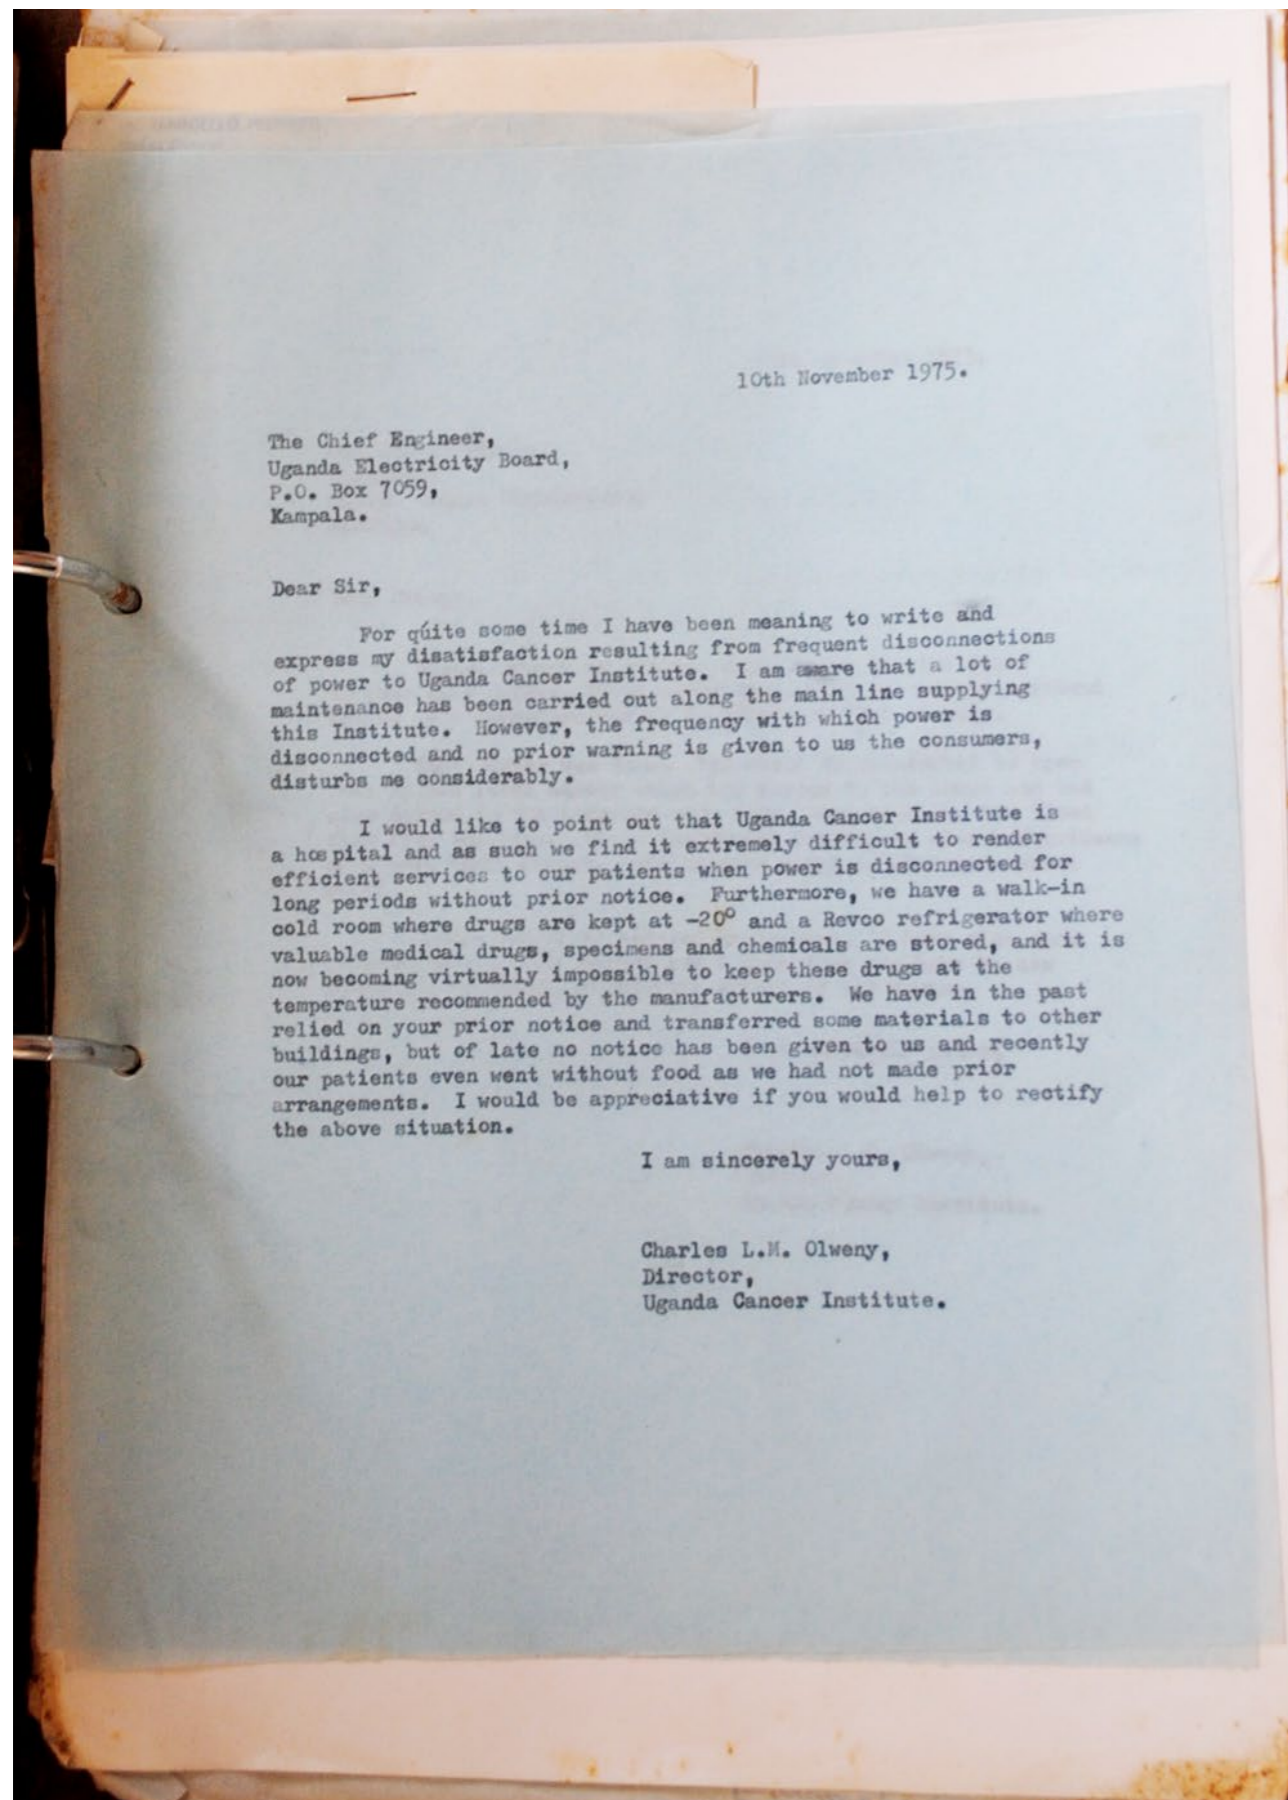 10th November 1975.
The Chief Engineer,
Uganda Electricity Board,
P.O. Box 7059,
Kampala.
Dear Sir,
For qúite some time I have been meaning to write and
express my disatisfaction resulting from frequent disconnections
of power to Uganda Cancer Institute. I am aware that a lot of
maintenance has been carried out along the main line supplying
this Institute. However, the frequency with which power is
disconnected and no prior warning is given to us the consumers,
disturbs me considerably.
I would like to point out that Uganda Cancer Institute is
a hospital and as such we find it extremely difficult to render
efficient services to our patients when power is disconnected for
long periods without prior notice. Furthermore, we have a walk-in
cold room where drugs are kept at -20° and a Revco refrigerator where
valuable medical drugs, specimens and chemicals are stored, and it is
now becoming virtually impossible to keep these drugs at the
temperature recommended by the manufacturers. We have in the past
relied on your prior notice and transferred some materials to other
buildings, but of late no notice has been given to us and recently
our patients even went without food as we had not made prior
arrangements. I would be appreciative if you would help to rectify
the above situation.
I am sincerely yours,
Charles L.M. Olweny,
Director,
Uganda Cancer Institute.